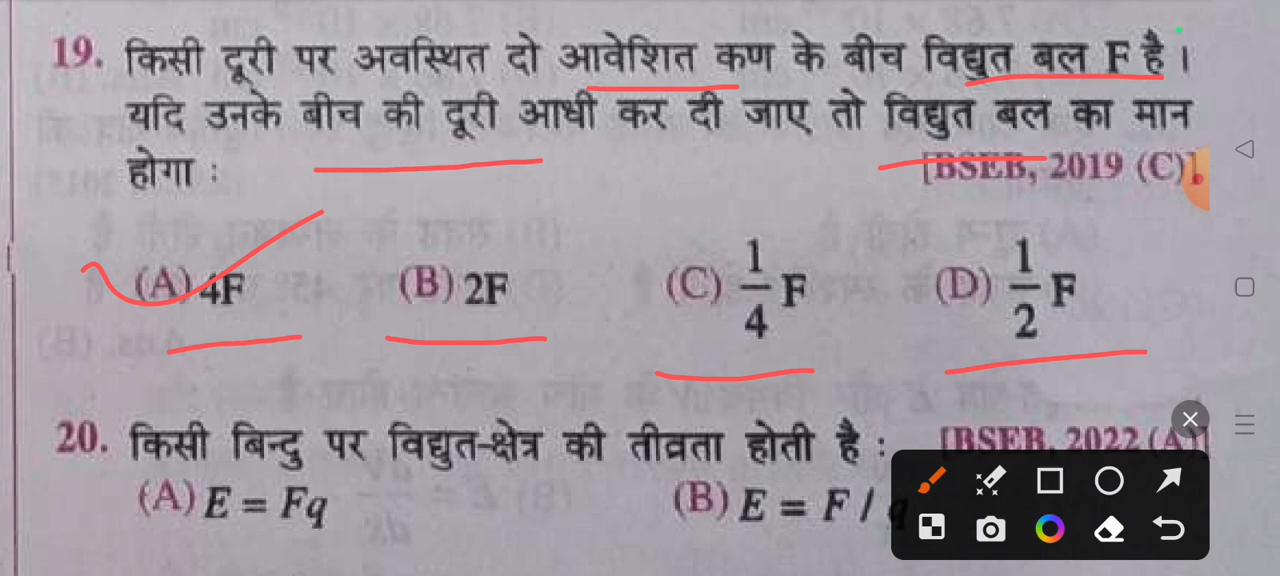 19. किसी दूरी पर अवस्थित दो आवेशित कण के बीच विद्युत बल F है।
यदि उनके बीच की दूरी आधी कर दी जाए तो विद्युत बल का मान
होगा : [BSEB, 2019 (C)]
(A) 4F (B) 2F (C) 1/4 F (D) 1/2 F
20. किसी बिन्दु पर विद्युत-क्षेत्र की तीव्रता होती है : [BSEB, 2022 (A)]
(A) E = Fq (B) E = F / q